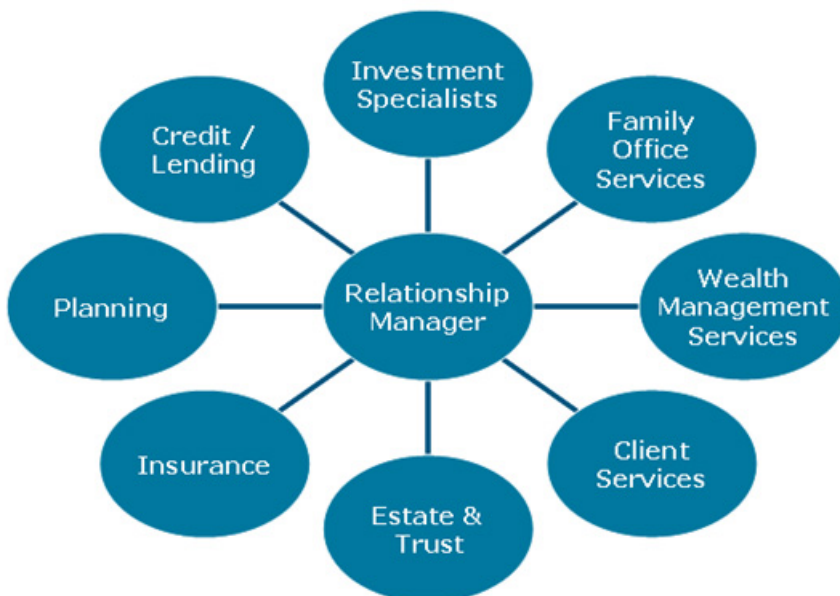 Investment
Specialists
Family
Office
Services
Wealth
Management
Services
Client
Services
Estate &
Trust
Insurance
Planning
Credit /
Lending
Relationship
Manager